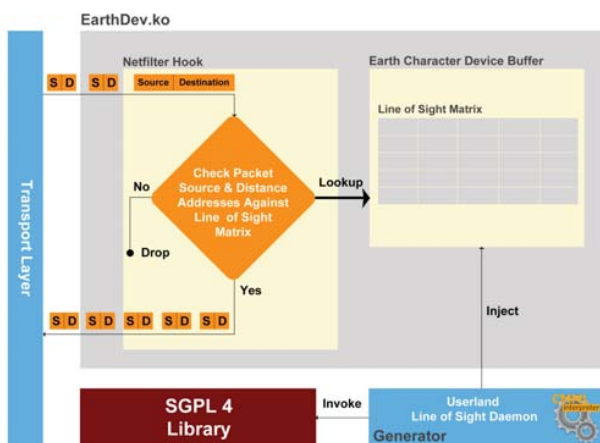 EarthDev.ko
Netfilter Hook
Earth Character Device Buffer
S D S D Source Destination
Line of Sight Matrix
Check Packet
Source & Distance
Addresses Against
Line of Sight
Matrix
No
Lookup
Drop
Yes
S D S D S D S D S D
Transport Layer
Inject
SGPL 4
Library
Invoke
Userland
Line of Sight Daemon
Generator
Interpreter